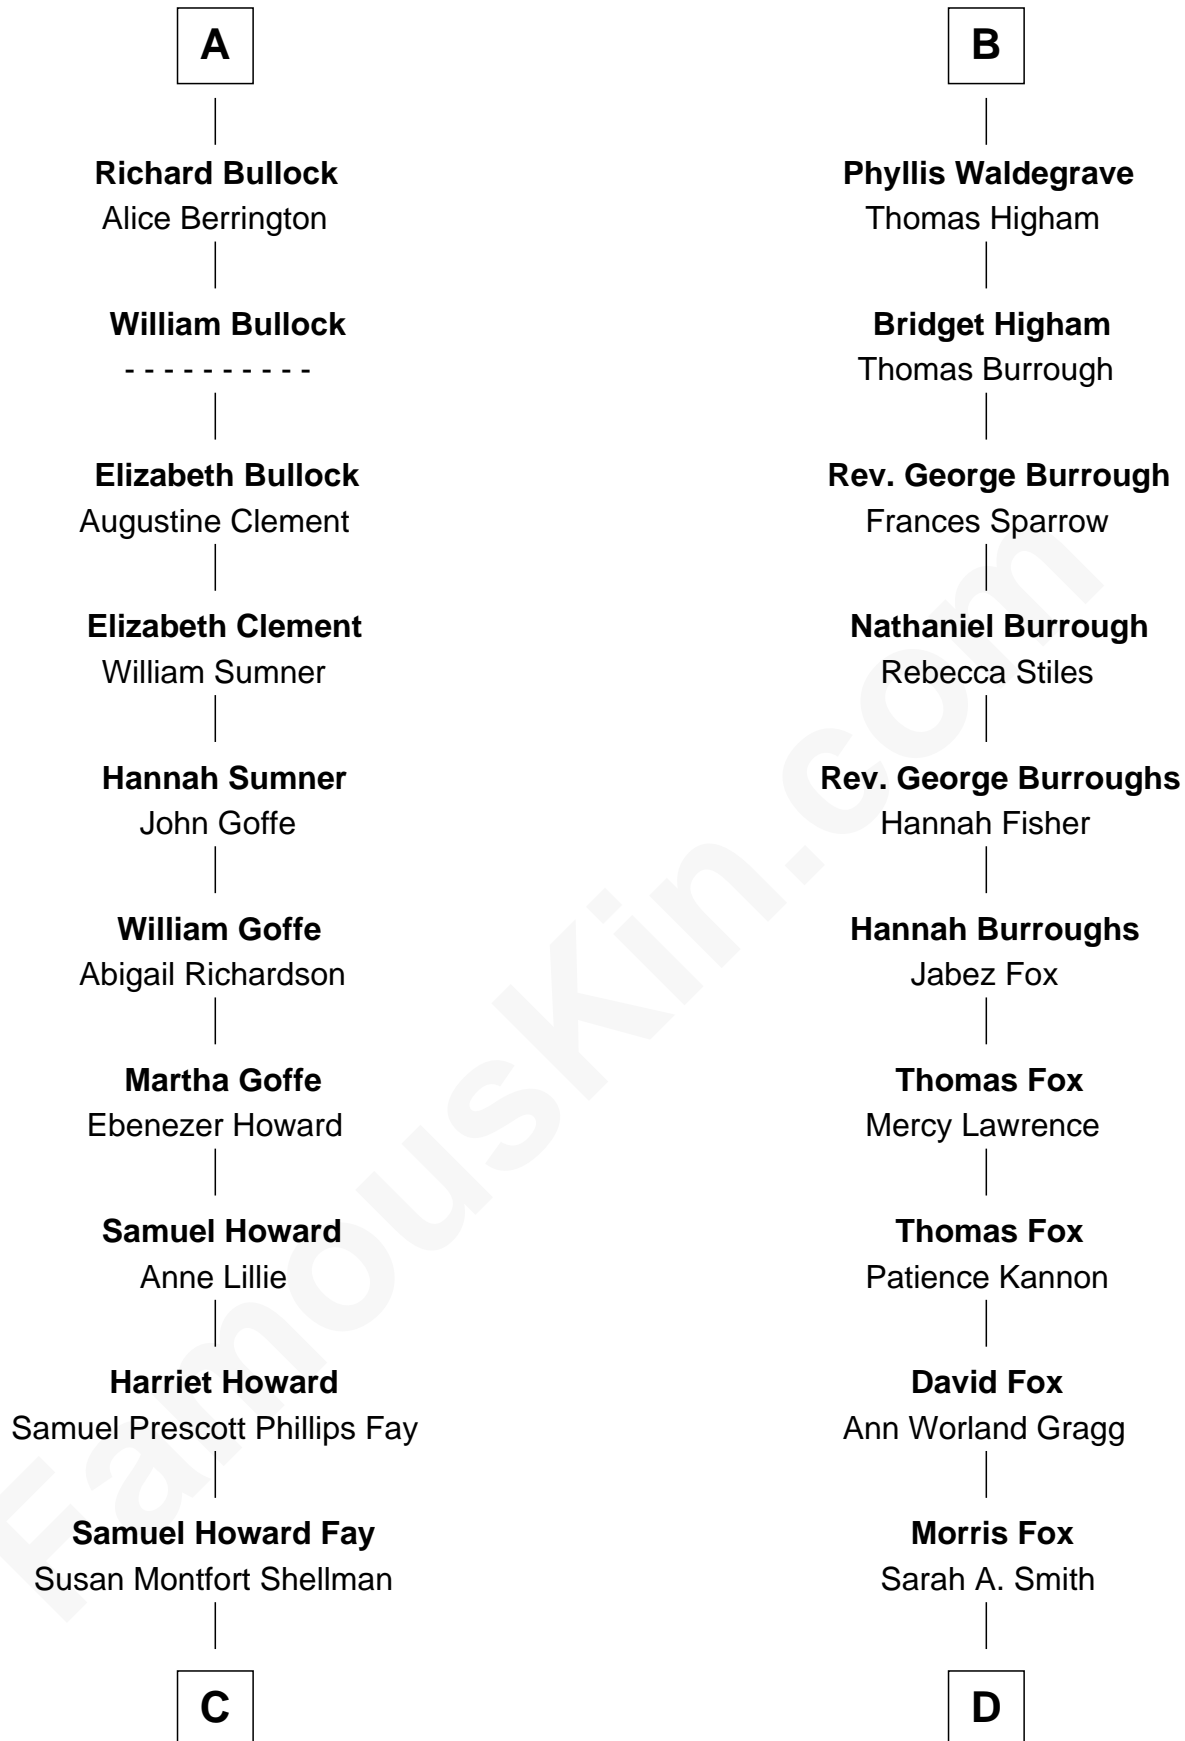 A
Richard Bullock
Alice Berrington
William Bullock
- - - - - - - - - -
Elizabeth Bullock
Augustine Clement
Elizabeth Clement
William Sumner
Hannah Sumner
John Goffe
William Goffe
Abigail Richardson
Martha Goffe
Ebenezer Howard
Samuel Howard
Anne Lillie
Harriet Howard
Samuel Prescott Phillips Fay
Samuel Howard Fay
Susan Montfort Shellman
C
B
Phyllis Waldegrave
Thomas Higham
Bridget Higham
Thomas Burrough
Rev. George Burrough
Frances Sparrow
Nathaniel Burrough
Rebecca Stiles
Rev. George Burroughs
Hannah Fisher
Hannah Burroughs
Jabez Fox
Thomas Fox
Mercy Lawrence
Thomas Fox
Patience Kannon
David Fox
Ann Worland Gragg
Morris Fox
Sarah A. Smith
D
FamousKin.com